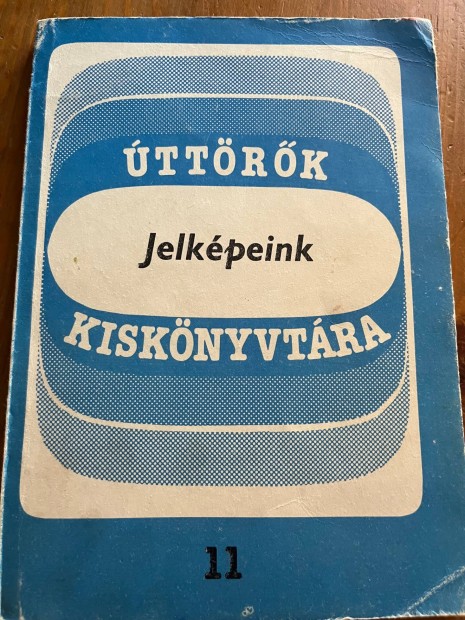 ÚTTÖRŐK
Jelképeink
KISKÖNYVTÁRA
11